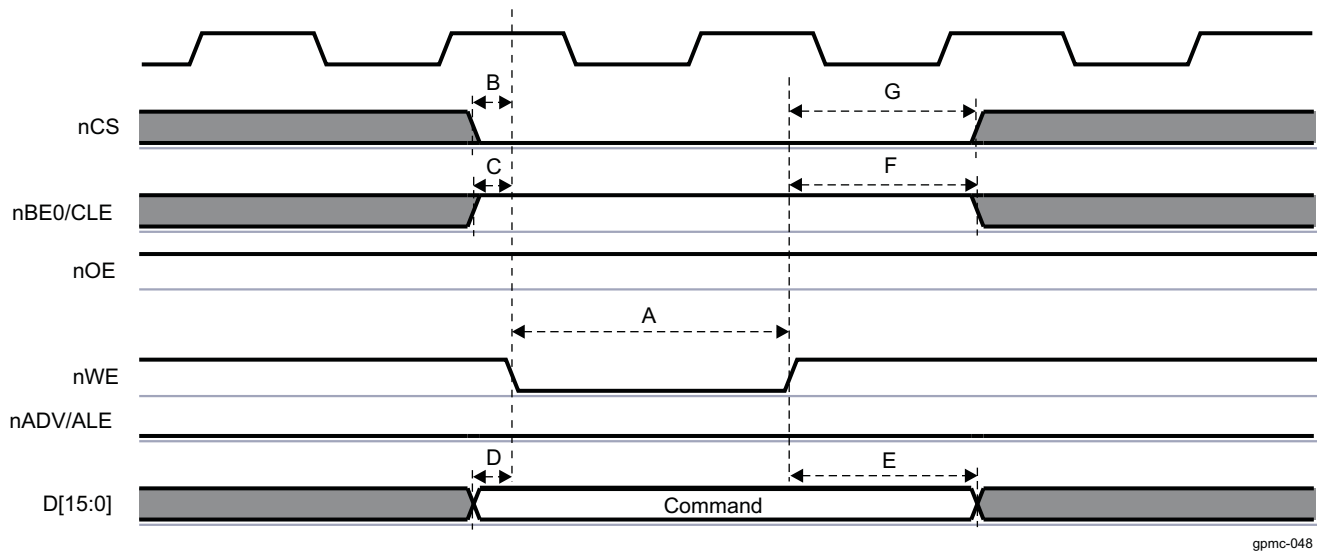 B
G
nCS
C
F
nBE0/CLE
nOE
A
nWE
nADV/ALE
D
E
D[15:0]
Command
gpmc-048